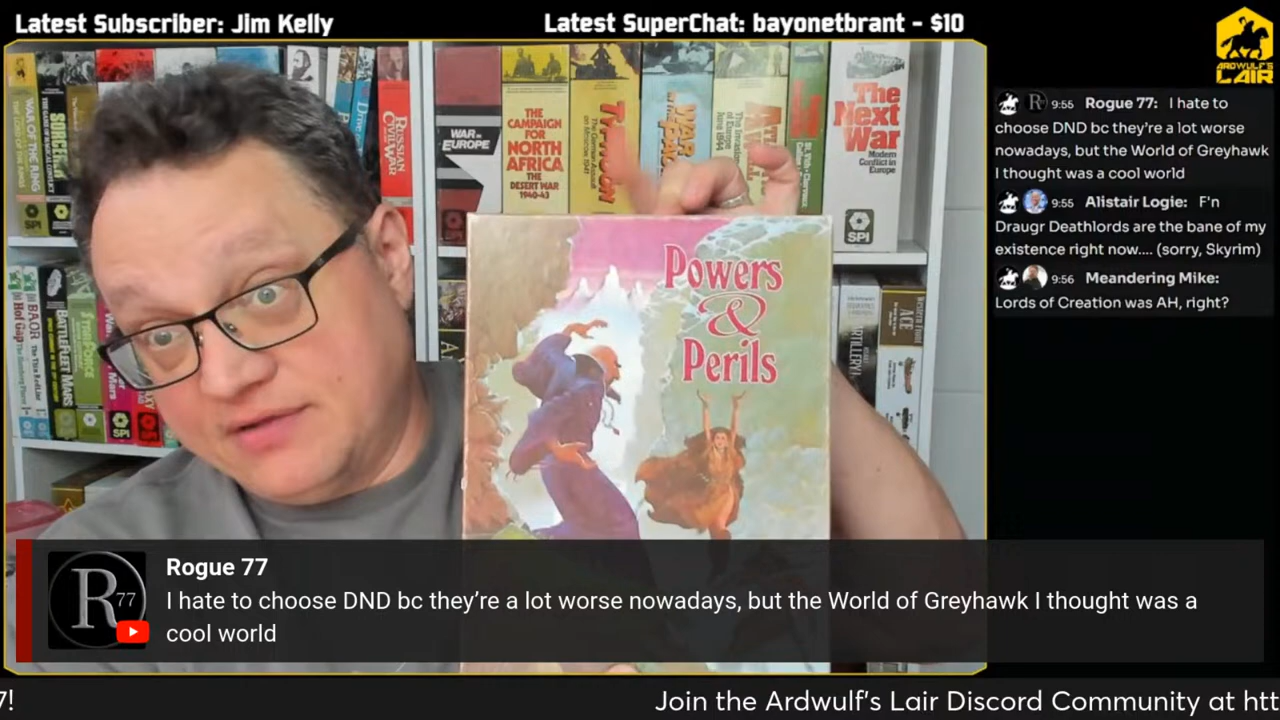 Latest Subscriber: Jim Kelly
Latest SuperChat: bayonetbrant - $10
ARDWULF'S
LAIR
9:55 Rogue 77: I hate to
choose DND bc they're a lot worse
nowadays, but the World of Greyhawk
I thought was a cool world
9:55 Alistair Logie: F'n
Draugr Deathlords are the bane of my
existence right now.... (sorry, Skyrim)
9:56 Meandering Mike:
Lords of Creation was AH, right?
WAR OF THE RING
SORCERER
RUSSIAN
CIVIL WAR
WAR IN
EUROPE
THE
CAMPAIGN
FOR
NORTH
AFRICA
THE
DESERT WAR
1940-43
The
Next
War
Modern
Conflict in
Europe
SPI
BAOR
BATTLEFLEET MARS
STARFORCE
SPI
ACE
Powers
&
Perils
R77
Rogue 77
I hate to choose DND bc they’re a lot worse nowadays, but the World of Greyhawk I thought was a
cool world
7!
Join the Ardwulf's Lair Discord Community at htt